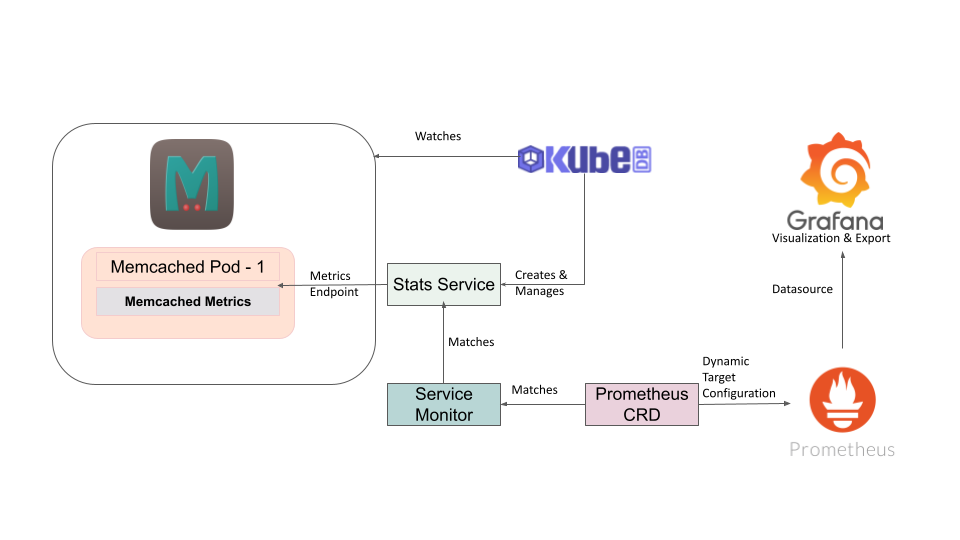 Watches
KubeDB
M
Grafana
Visualization & Export
Memcached Pod - 1
Memcached Metrics
Metrics
Endpoint
Stats Service
Creates &
Manages
Datasource
Matches
Service
Monitor
Matches
Prometheus
CRD
Dynamic
Target
Configuration
Prometheus